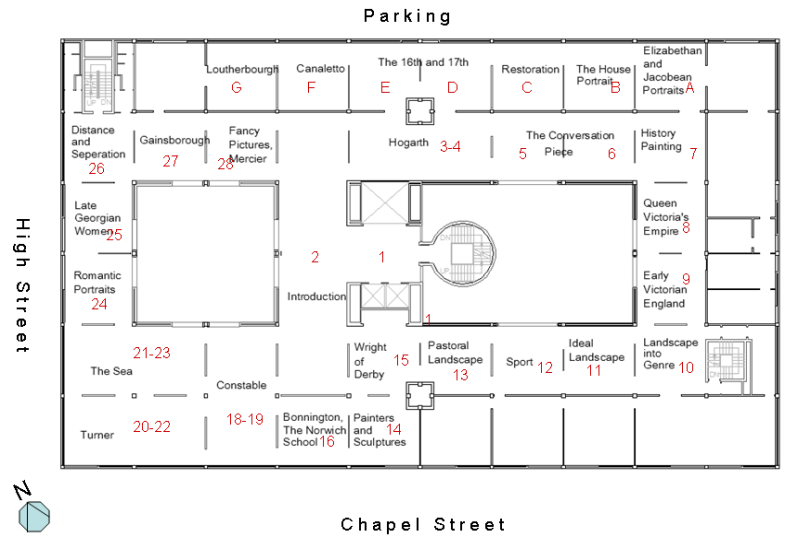 Parking
Loutherbourgh
G
Canaletto
F
The 16th and 17th
E
D
Restoration
C
The House
Portrait
B
Elizabethan
and
Jacobean
Portraits
A
UP DN
Distance
and
Seperation
26
Gainsborough
27
Fancy
Pictures,
Mercier
28
Hogarth
3-4
The Conversation
Piece
5
6
History
Painting
7
Late
Georgian
Women
25
Queen
Victoria's
Empire
8
High Street
Romantic
Portraits
24
2
1
DN
UP
Introduction
Early
Victorian
England
9
1
21-23
The Sea
Wright
of
Derby
15
Pastoral
Landscape
13
Sport
12
Ideal
Landscape
11
Landscape
into
Genre
10
Constable
18-19
Turner
20-22
Bonnington,
The Norwich
School
16
Painters
and
Sculptures
14
N
Chapel Street